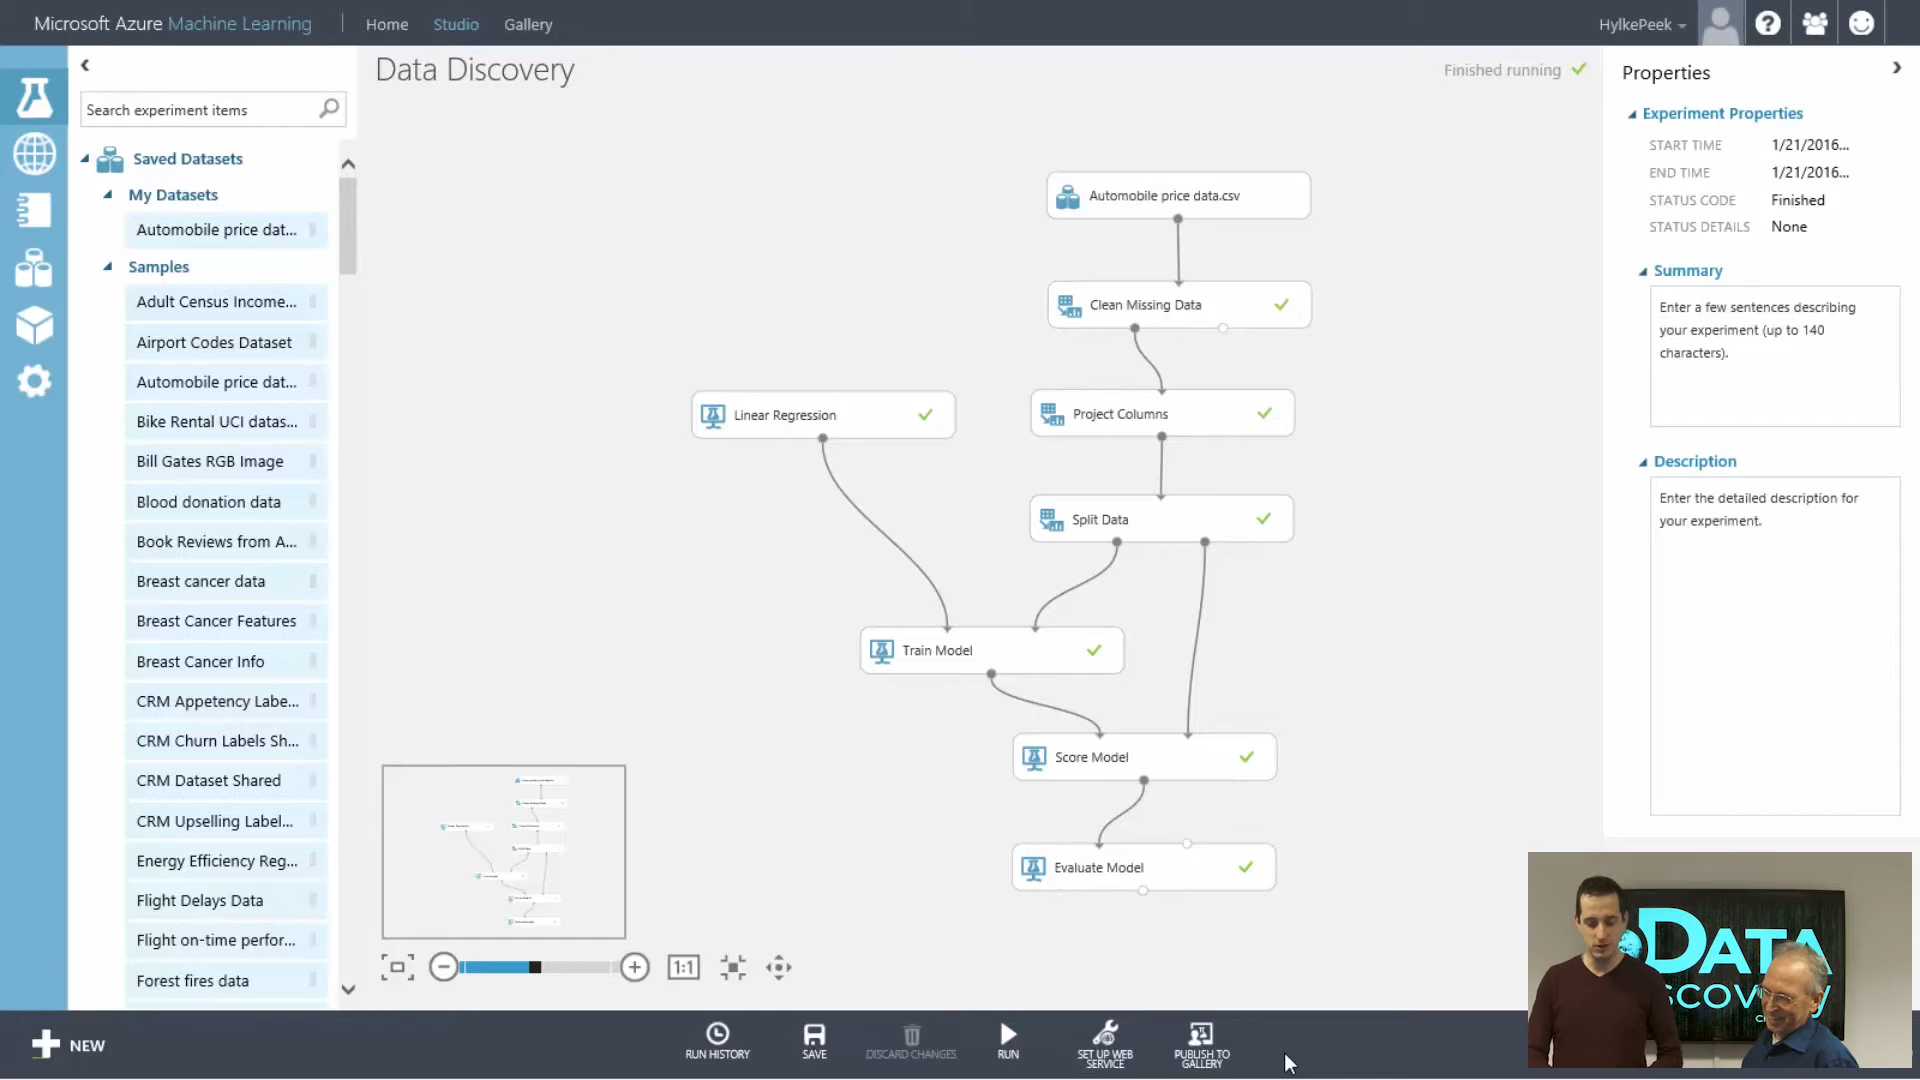 Microsoft Azure Machine Learning
Home
Studio
Gallery
HylkePeek
Search experiment items
Saved Datasets
My Datasets
Automobile price dat...
Samples
Adult Census Income...
Airport Codes Dataset
Automobile price dat...
Bike Rental UCI datas...
Bill Gates RGB Image
Blood donation data
Book Reviews from A...
Breast cancer data
Breast Cancer Features
Breast Cancer Info
CRM Appetency Labe...
CRM Churn Labels Sh...
CRM Dataset Shared
CRM Upselling Label...
Energy Efficiency Reg...
Flight Delays Data
Flight on-time perfor...
Forest fires data
Data Discovery
Finished running
Automobile price data.csv
Clean Missing Data
Linear Regression
Project Columns
Split Data
Train Model
Score Model
Evaluate Model
1:1
Properties
Experiment Properties
START TIME 1/21/2016...
END TIME 1/21/2016...
STATUS CODE Finished
STATUS DETAILS None
Summary
Enter a few sentences describing
your experiment (up to 140
characters).
Description
Enter the detailed description for
your experiment.
DATA
NEW
RUN HISTORY
SAVE
DISCARD CHANGES
RUN
SET UP WEB
SERVICE
PUBLISH TO
GALLERY